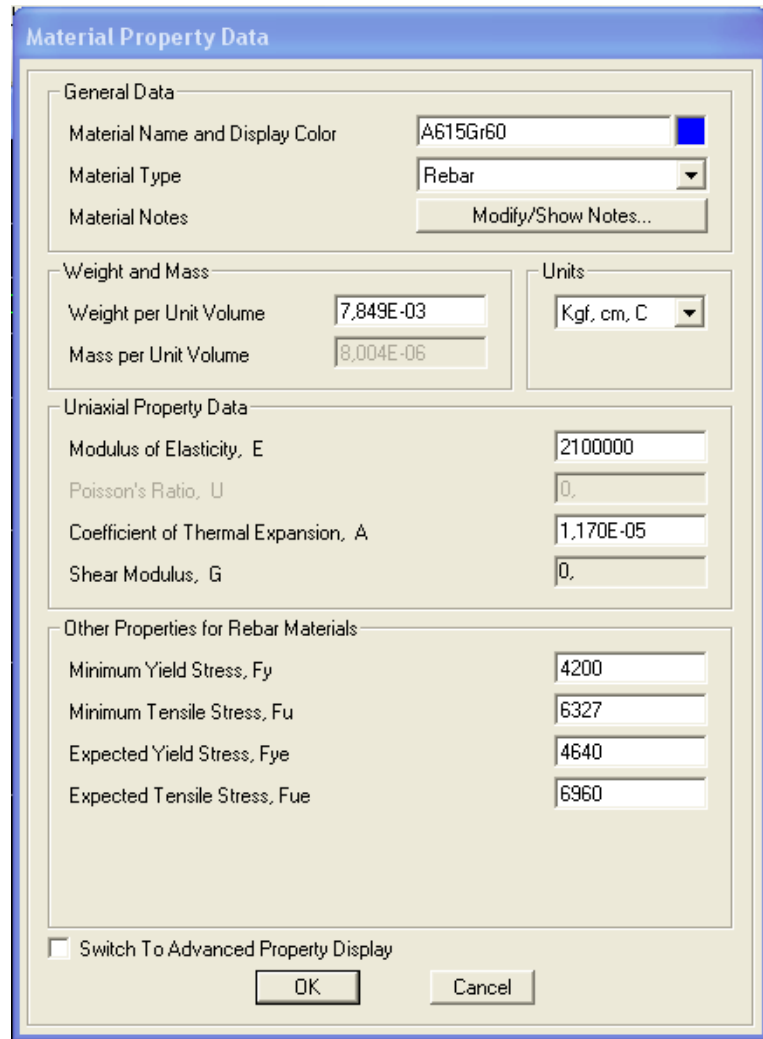 Material Property Data
General Data
Material Name and Display Color A615Gr60
Material Type Rebar
Material Notes Modify/Show Notes...
Weight and Mass
Weight per Unit Volume 7,849E-03
Mass per Unit Volume 8,004E-06
Units
Kgf, cm, C
Uniaxial Property Data
Modulus of Elasticity, E 2100000
Poisson's Ratio, U 0,
Coefficient of Thermal Expansion, A 1,170E-05
Shear Modulus, G 0,
Other Properties for Rebar Materials
Minimum Yield Stress, Fy 4200
Minimum Tensile Stress, Fu 6327
Expected Yield Stress, Fye 4640
Expected Tensile Stress, Fue 6960
Switch To Advanced Property Display
OK Cancel